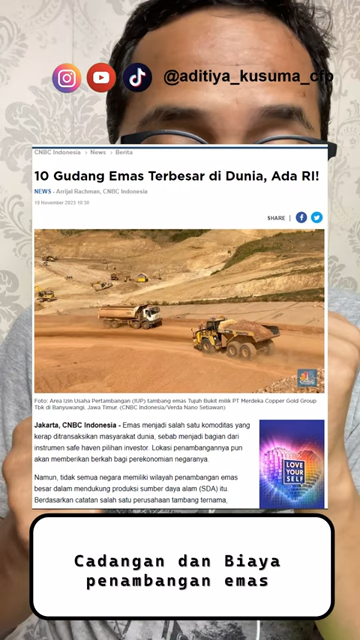 @aditiya_kusuma_cfp
CNBC Indonesia > News > Berita
10 Gudang Emas Terbesar di Dunia, Ada RI!
NEWS - Arrijal Rachman, CNBC Indonesia
18 November 2023 10:30
SHARE |
Foto: Area Izin Usaha Pertambangan (IUP) tambang emas Tujuh Bukit milik PT Merdeka Copper Gold Group
Tbk di Banyuwangi, Jawa Timur. (CNBC Indonesia/Verda Nano Setiawan)
Jakarta, CNBC Indonesia - Emas menjadi salah satu komoditas yang
kerap ditransaksikan masyarakat dunia, sebab menjadi bagian dari
instrumen safe haven pilihan investor. Lokasi penambangannya pun
akan memberikan berkah bagi perekonomian negaranya.
Namun, tidak semua negara memiliki wilayah penambangan emas
besar dalam mendukung produksi sumber daya alam (SDA) itu.
Berdasarkan catatan salah satu perusahaan tambang ternama,
LOVE
YOUR
SELF
Cadangan dan Biaya
penambangan emas